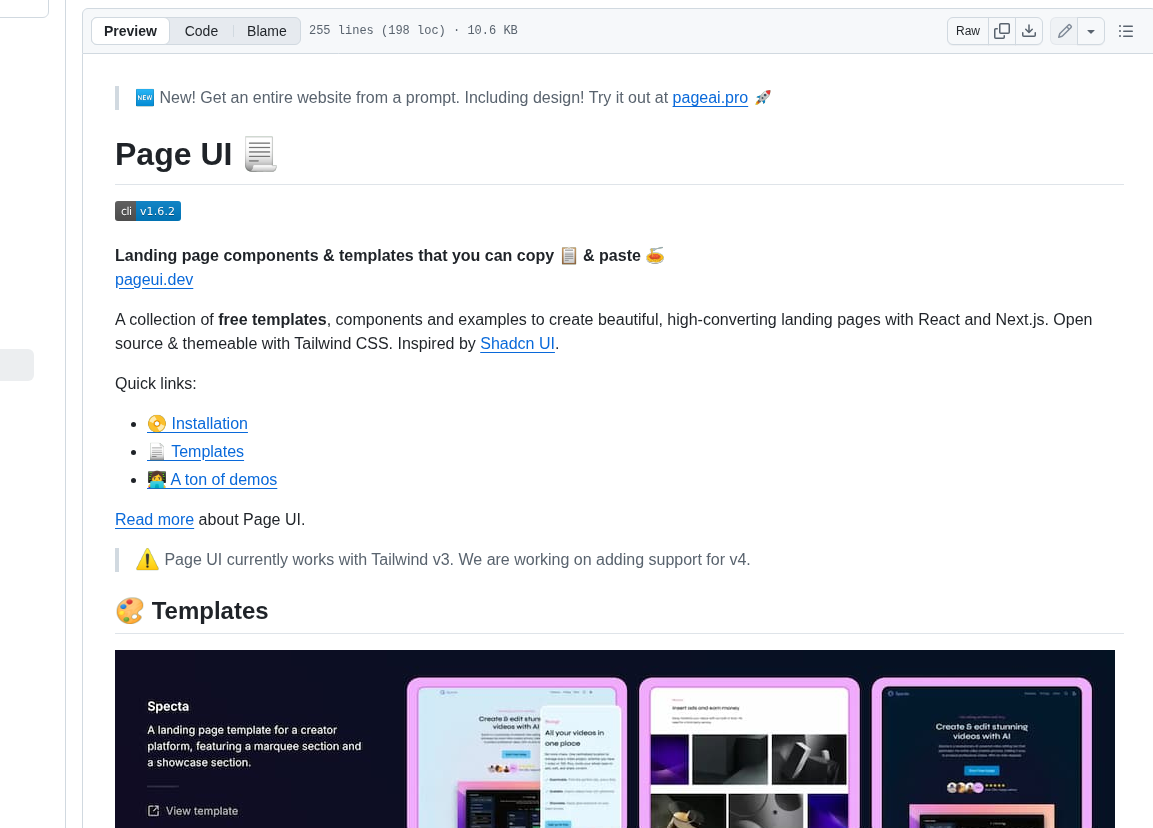 Preview Code Blame 255 lines (198 loc) · 10.6 KB Raw
NEW New! Get an entire website from a prompt. Including design! Try it out at pageai.pro
Page UI
cli v1.6.2
Landing page components & templates that you can copy & paste
pageui.dev
A collection of free templates, components and examples to create beautiful, high-converting landing pages with React and Next.js. Open
source & themeable with Tailwind CSS. Inspired by Shadcn UI.
Quick links:
Installation
Templates
A ton of demos
Read more about Page UI.
Page UI currently works with Tailwind v3. We are working on adding support for v4.
Templates
Specta
A landing page template for a creator
platform, featuring a marquee section and
a showcase section.
View template
Create & edit stun
videos with AI
All your videos in
one place
Insert ads and earn money
Specta
Create & edit stunning
videos with AI